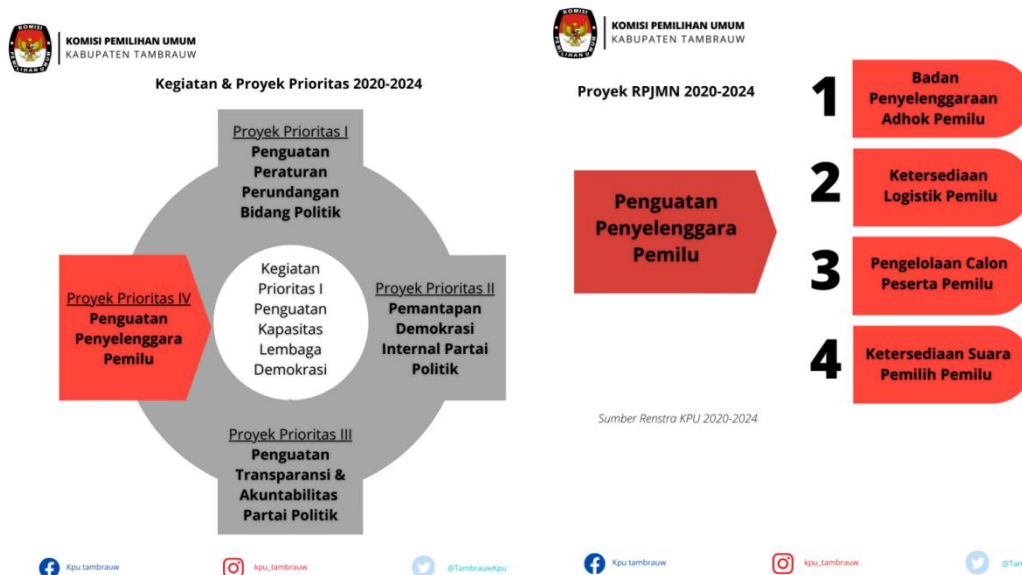 KOMISI PEMILIHAN UMUM
KABUPATEN TAMBRAUW
Kegiatan & Proyek Prioritas 2020-2024
Proyek Prioritas I
Penguatan
Peraturan
Perundangan
Bidang Politik
Proyek Prioritas IV
Penguatan
Penyelenggara
Pemilu
Kegiatan
Prioritas I
Penguatan
Kapasitas
Lembaga
Demokrasi
Proyek Prioritas II
Pemantapan
Demokrasi
Internal Partai
Politik
Proyek Prioritas III
Penguatan
Transparansi &
Akuntabilitas
Partai Politik
Kpu tambrauw
kpu_tambrauw
@TambrauwKpu
KOMISI PEMILIHAN UMUM
KABUPATEN TAMBRAUW
Proyek RPJMN 2020-2024
Penguatan
Penyelenggara
Pemilu
1
Badan
Penyelenggaraan
Adhok Pemilu
2
Ketersediaan
Logistik Pemilu
3
Pengelolaan Calon
Peserta Pemilu
4
Ketersediaan Suara
Pemilih Pemilu
Sumber Renstra KPU 2020-2024
Kpu tambrauw
kpu_tambrauw
@Tam